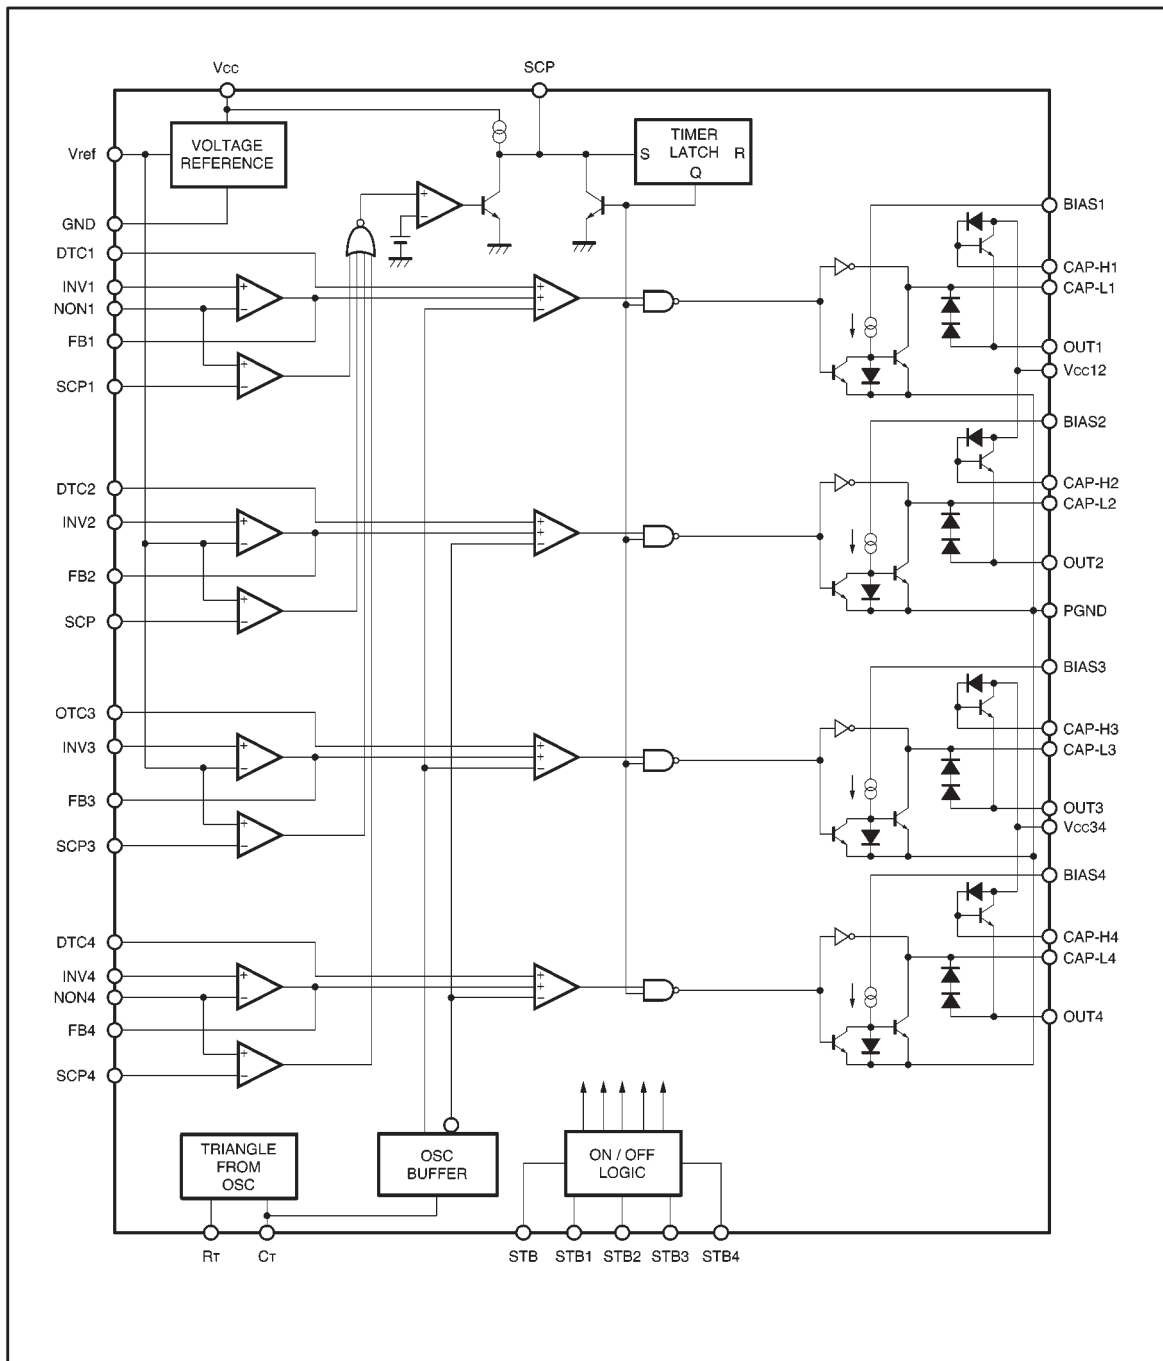 Vcc
SCP
Vref
VOLTAGE
REFERENCE
TIMER
LATCH
S
R
Q
GND
DTC1
INV1
NON1
FB1
SCP1
+
−
+
−
+
−
+
+
−
BIAS1
CAP-H1
CAP-L1
OUT1
Vcc12
DTC2
INV2
FB2
SCP
+
−
+
−
+
+
−
BIAS2
CAP-H2
CAP-L2
OUT2
PGND
OTC3
INV3
FB3
SCP3
+
−
+
−
+
+
−
BIAS3
CAP-H3
CAP-L3
OUT3
Vcc34
DTC4
INV4
NON4
FB4
SCP4
+
−
+
−
+
+
−
BIAS4
CAP-H4
CAP-L4
OUT4
TRIANGLE
FROM
OSC
OSC
BUFFER
ON / OFF
LOGIC
RT
CT
STB
STB1
STB2
STB3
STB4